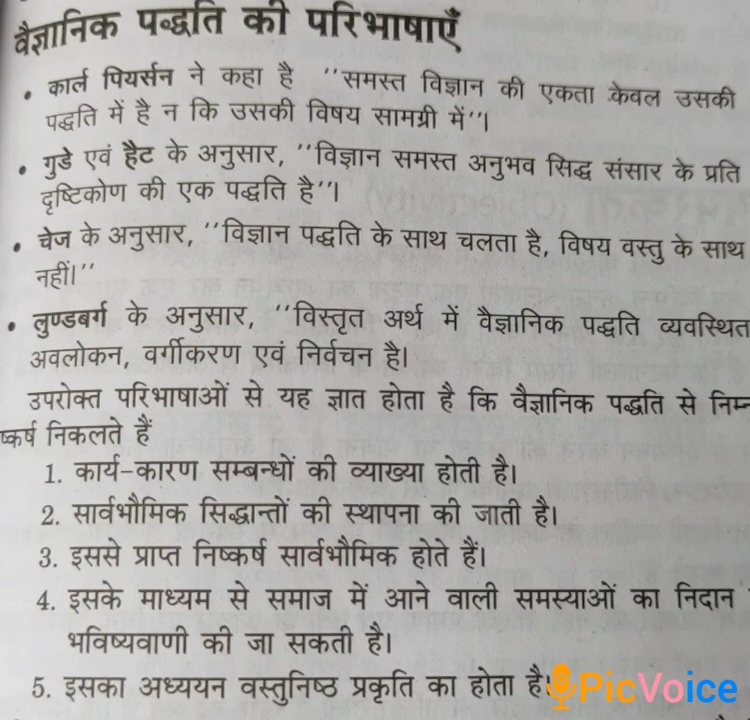 वैज्ञानिक पद्धति की परिभाषाएँ
• कार्ल पियर्सन ने कहा है ''समस्त विज्ञान की एकता केवल उसकी
पद्धति में है न कि उसकी विषय सामग्री में''।
• गुडे एवं हैट के अनुसार, ''विज्ञान समस्त अनुभव सिद्ध संसार के प्रति
दृष्टिकोण की एक पद्धति है''।
• चेज के अनुसार, ''विज्ञान पद्धति के साथ चलता है, विषय वस्तु के साथ
नहीं।''
• लुण्डबर्ग के अनुसार, ''विस्तृत अर्थ में वैज्ञानिक पद्धति व्यवस्थित
अवलोकन, वर्गीकरण एवं निर्वचन है।
उपरोक्त परिभाषाओं से यह ज्ञात होता है कि वैज्ञानिक पद्धति से निम्न
ष्कर्ष निकलते हैं
1. कार्य-कारण सम्बन्धों की व्याख्या होती है।
2. सार्वभौमिक सिद्धान्तों की स्थापना की जाती है।
3. इससे प्राप्त निष्कर्ष सार्वभौमिक होते हैं।
4. इसके माध्यम से समाज में आने वाली समस्याओं का निदान
भविष्यवाणी की जा सकती है।
5. इसका अध्ययन वस्तुनिष्ठ प्रकृति का होता है।
PicVoice